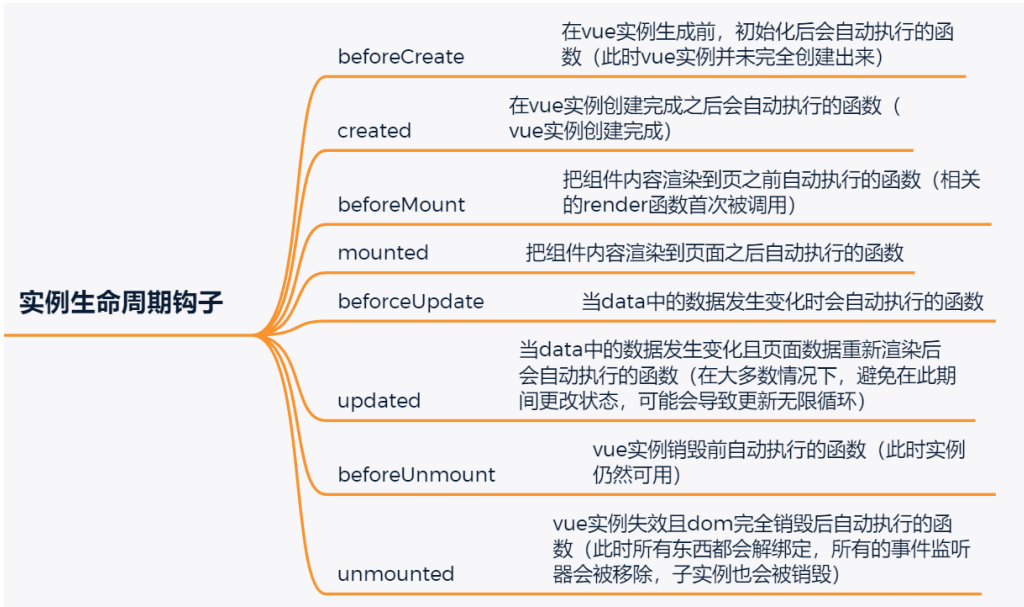 实例生命周期钩子
beforeCreate
在vue实例生成前，初始化后会自动执行的函
数（此时vue实例并未完全创建出来）
created
在vue实例创建完成之后会自动执行的函数（
vue实例创建完成）
beforeMount
把组件内容渲染到页之前自动执行的函数（相关
的render函数首次被调用）
mounted
把组件内容渲染到页面之后自动执行的函数
beforceUpdate
当data中的数据发生变化时会自动执行的函数
updated
当data中的数据发生变化且页面数据重新渲染后
会自动执行的函数（在大多数情况下，避免在此期
间更改状态，可能会导致更新无限循环）
beforeUnmount
vue实例销毁前自动执行的函数（此时实例
仍然可用）
unmounted
vue实例失效且dom完全销毁后自动执行的函
数（此时所有东西都会解绑定，所有的事件监听
器会被移除，子实例也会被销毁）